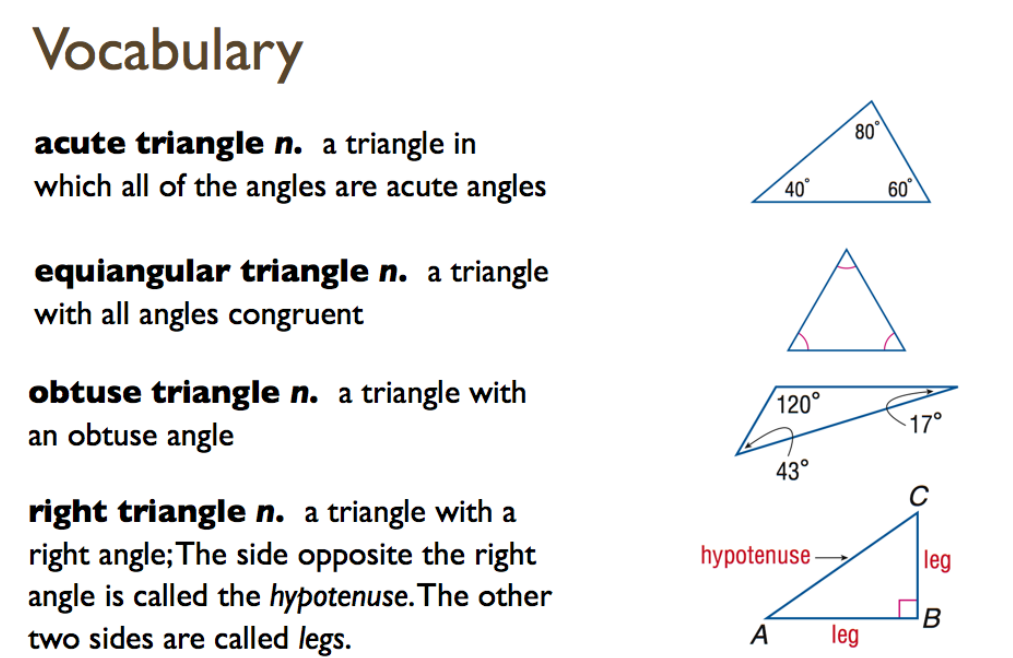 Vocabulary
acute triangle n. a triangle in
which all of the angles are acute angles
80°
40°
60°
equiangular triangle n. a triangle
with all angles congruent
obtuse triangle n. a triangle with
an obtuse angle
120°
17°
43°
right triangle n. a triangle with a
right angle;The side opposite the right
angle is called the hypotenuse.The other
two sides are called legs.
C
hypotenuse
leg
B
A
leg